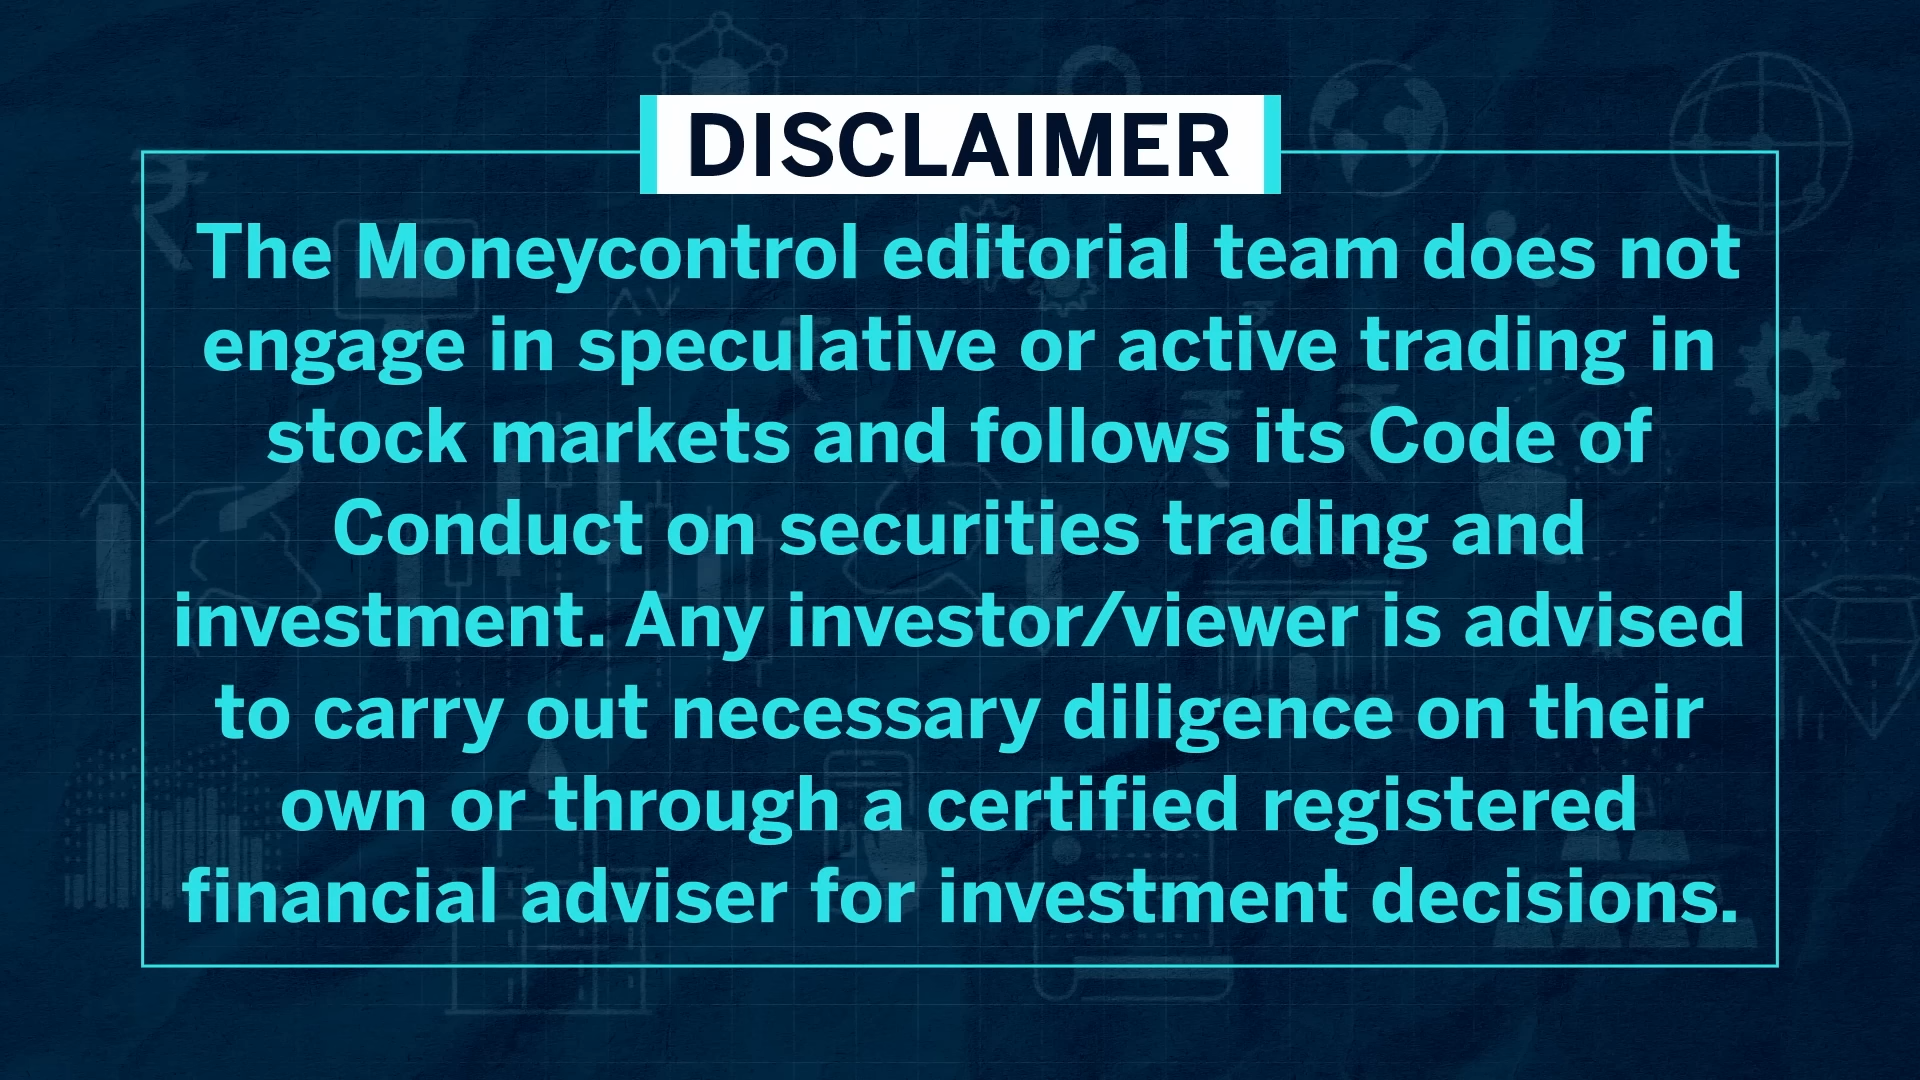 DISCLAIMER
The Moneycontrol editorial team does not
engage in speculative or active trading in
stock markets and follows its Code of
Conduct on securities trading and
investment. Any investor/viewer is advised
to carry out necessary diligence on their
own or through a certified registered
financial adviser for investment decisions.